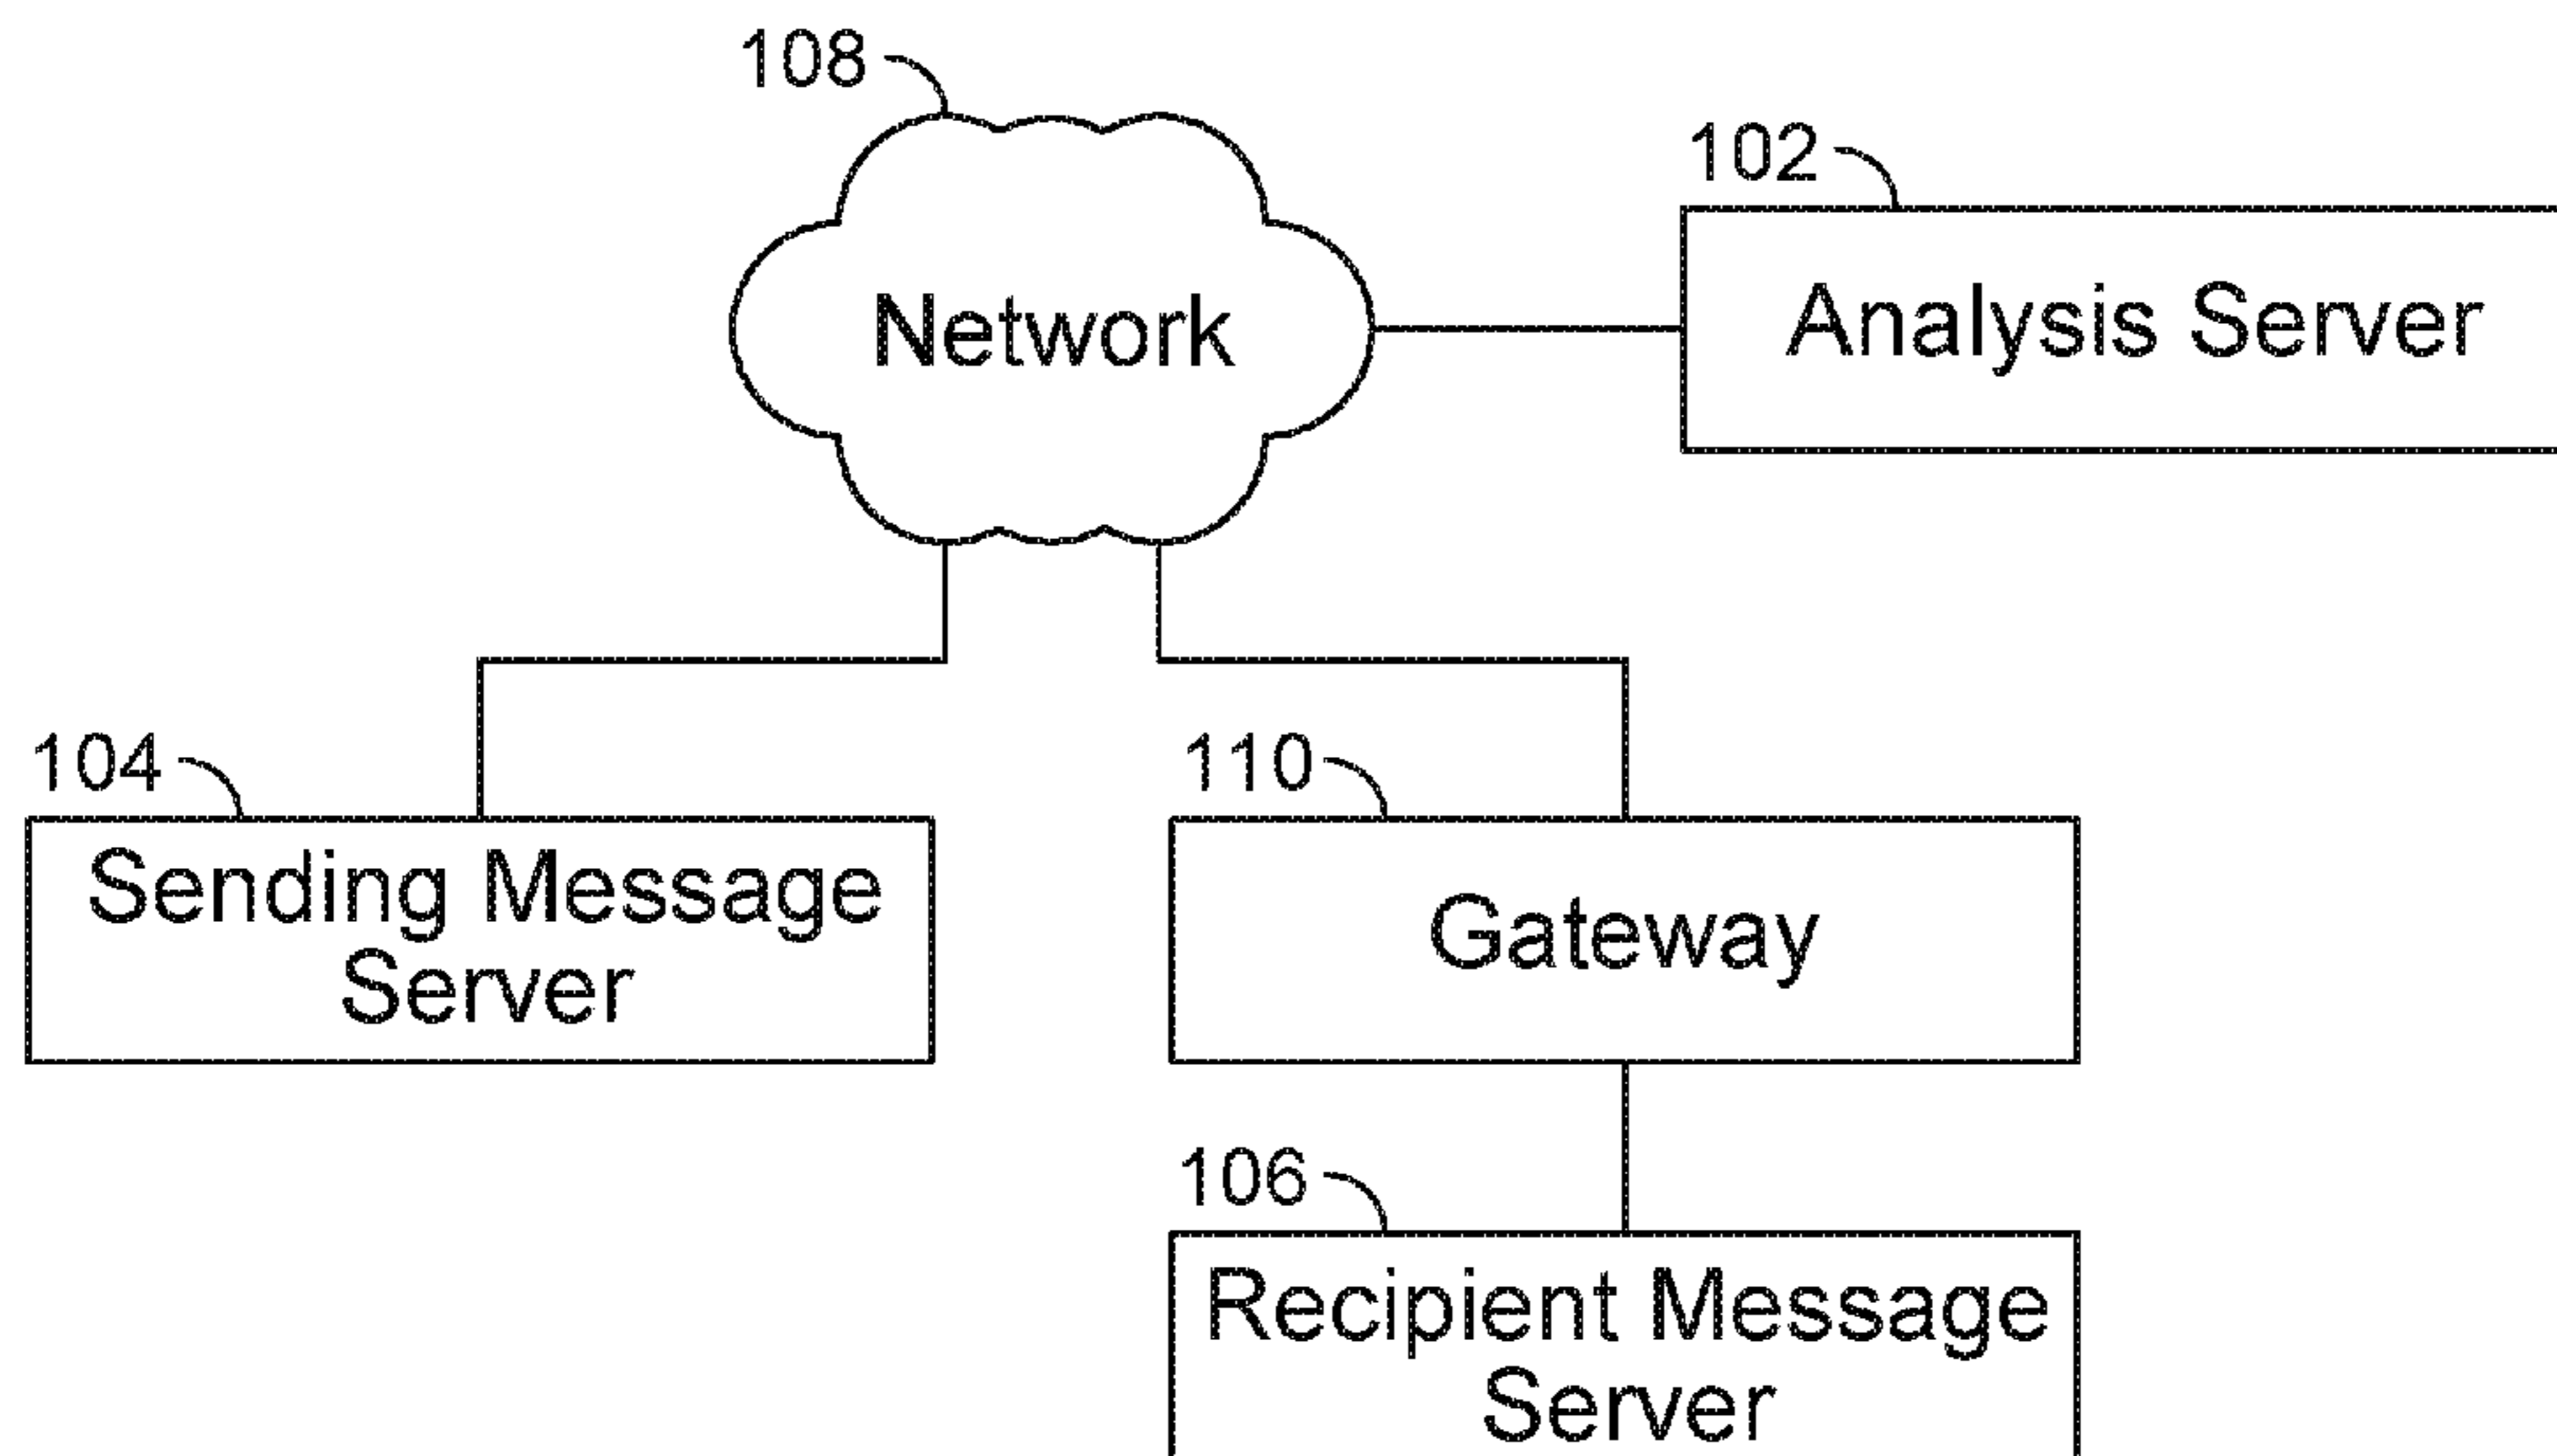 108
102
Network
Analysis Server
104
110
Sending Message
Server
Gateway
106
Recipient Message
Server